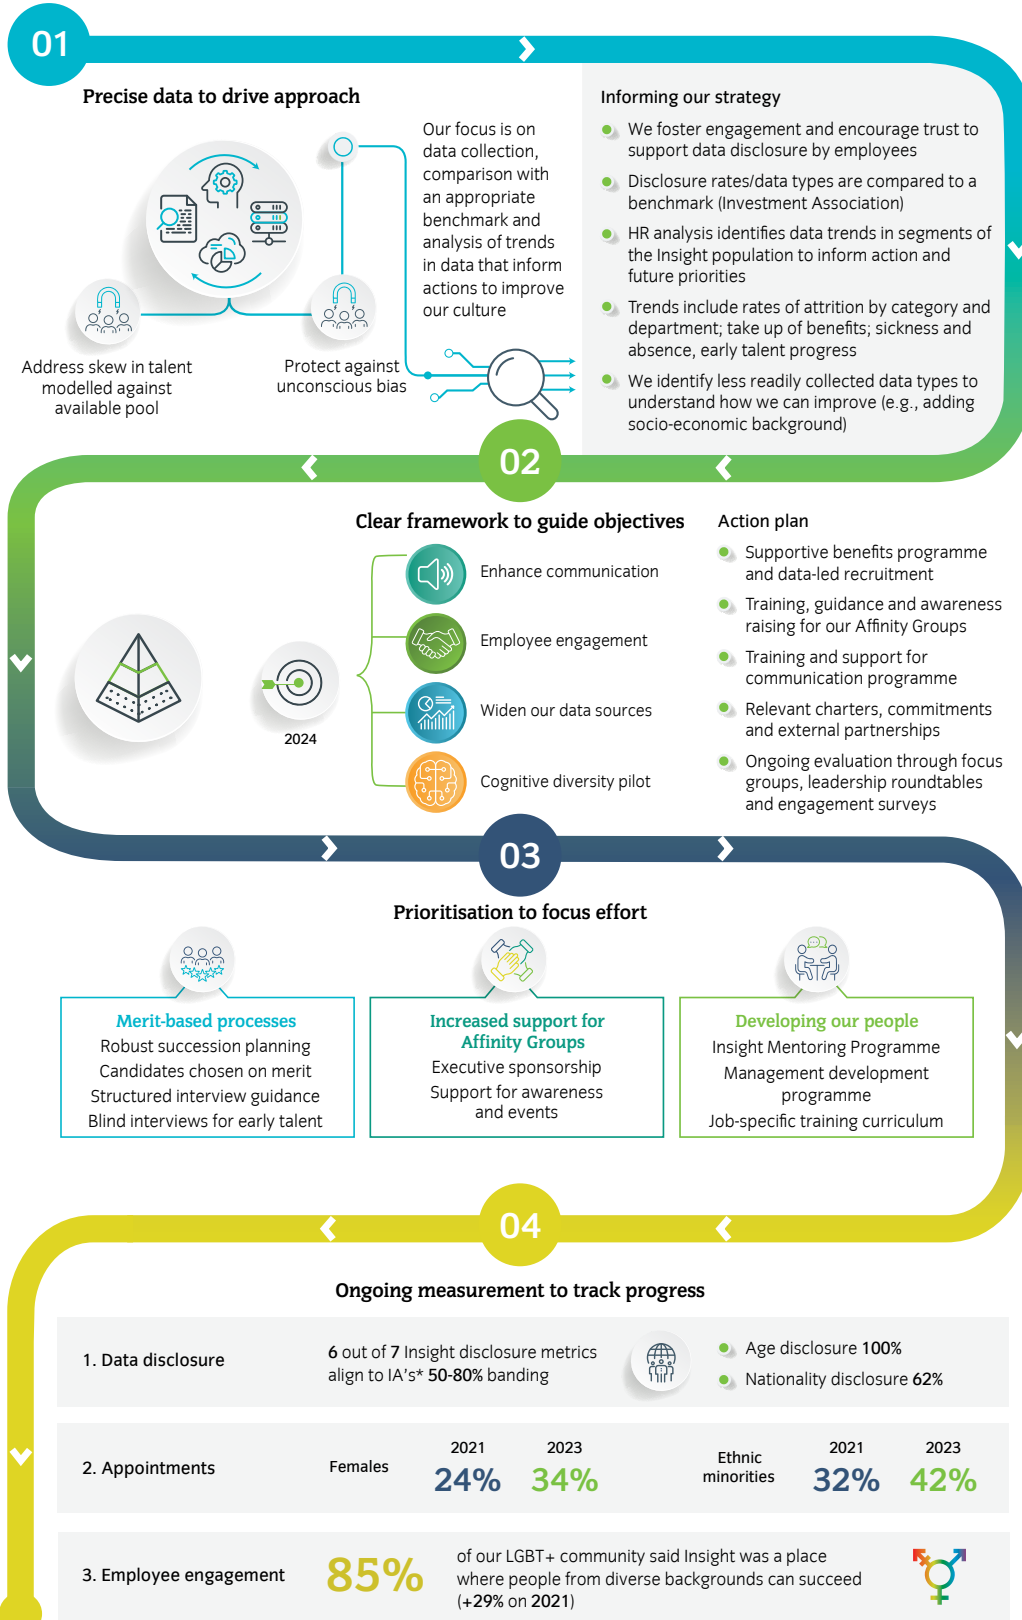 01
Precise data to drive approach
Our focus is on
data collection,
comparison with
an appropriate
benchmark and
analysis of trends
in data that inform
actions to improve
our culture
Address skew in talent
modelled against
available pool
Protect against
unconscious bias
Informing our strategy
We foster engagement and encourage trust to
support data disclosure by employees
Disclosure rates/data types are compared to a
benchmark (Investment Association)
HR analysis identifies data trends in segments of
the Insight population to inform action and
future priorities
Trends include rates of attrition by category and
department; take up of benefits; sickness and
absence, early talent progress
We identify less readily collected data types to
understand how we can improve (e.g., adding
socio-economic background)
02
Clear framework to guide objectives
2024
Enhance communication
Employee engagement
Widen our data sources
Cognitive diversity pilot
Action plan
Supportive benefits programme
and data-led recruitment
Training, guidance and awareness
raising for our Affinity Groups
Training and support for
communication programme
Relevant charters, commitments
and external partnerships
Ongoing evaluation through focus
groups, leadership roundtables
and engagement surveys
03
Prioritisation to focus effort
Merit-based processes
Robust succession planning
Candidates chosen on merit
Structured interview guidance
Blind interviews for early talent
Increased support for
Affinity Groups
Executive sponsorship
Support for awareness
and events
Developing our people
Insight Mentoring Programme
Management development
programme
Job-specific training curriculum
04
Ongoing measurement to track progress
1. Data disclosure
6 out of 7 Insight disclosure metrics
align to IA's* 50-80% banding
Age disclosure 100%
Nationality disclosure 62%
2. Appointments
Females
2021 2023
24% 34%
Ethnic
minorities
2021 2023
32% 42%
3. Employee engagement
85%
of our LGBT+ community said Insight was a place
where people from diverse backgrounds can succeed
(+29% on 2021)